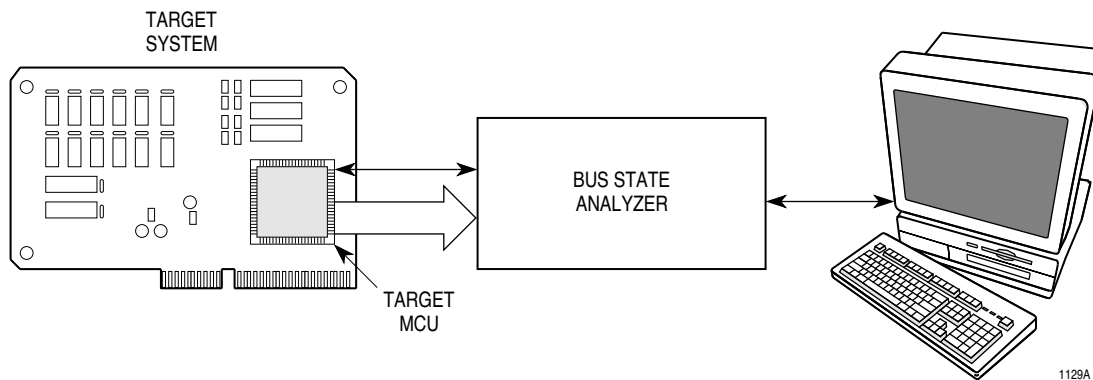 TARGET
SYSTEM
BUS STATE
ANALYZER
TARGET
MCU
1129A